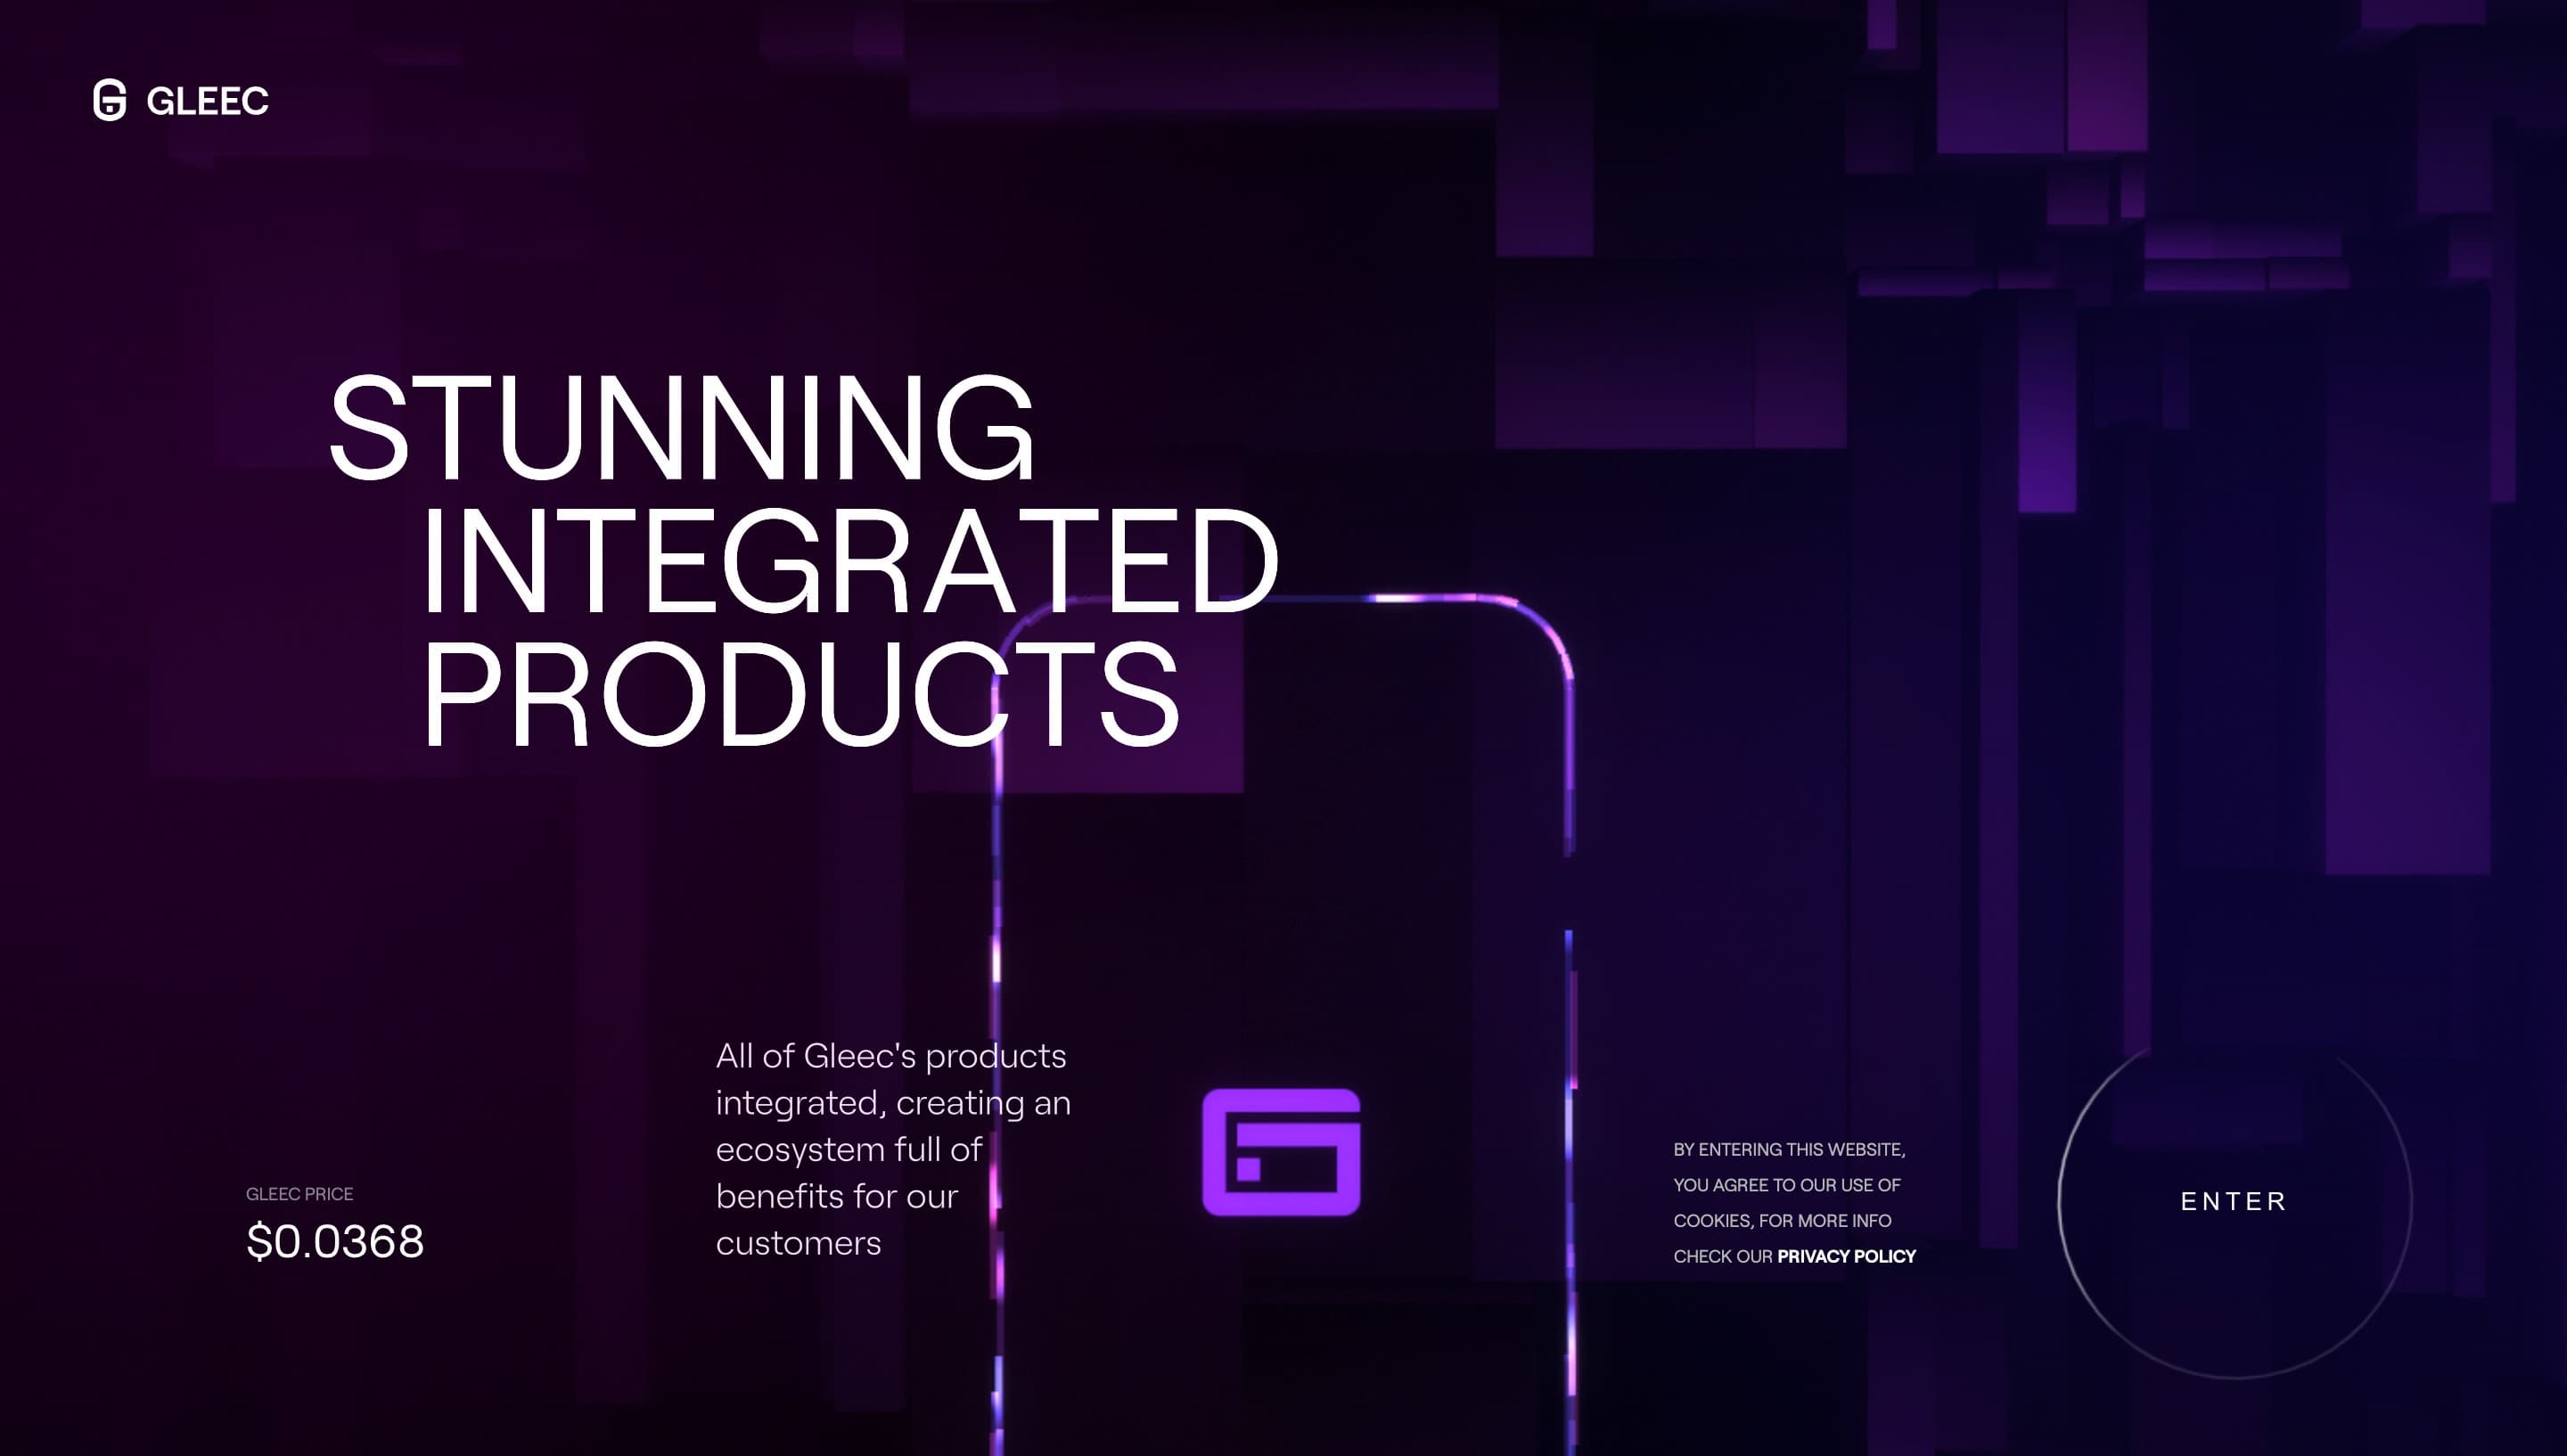 GLEEC
STUNNING
INTEGRATED
PRODUCTS
All of Gleec's products
integrated, creating an
ecosystem full of
benefits for our
customers
GLEEC PRICE
$0.0368
BY ENTERING THIS WEBSITE,
YOU AGREE TO OUR USE OF
COOKIES, FOR MORE INFO
CHECK OUR PRIVACY POLICY
ENTER